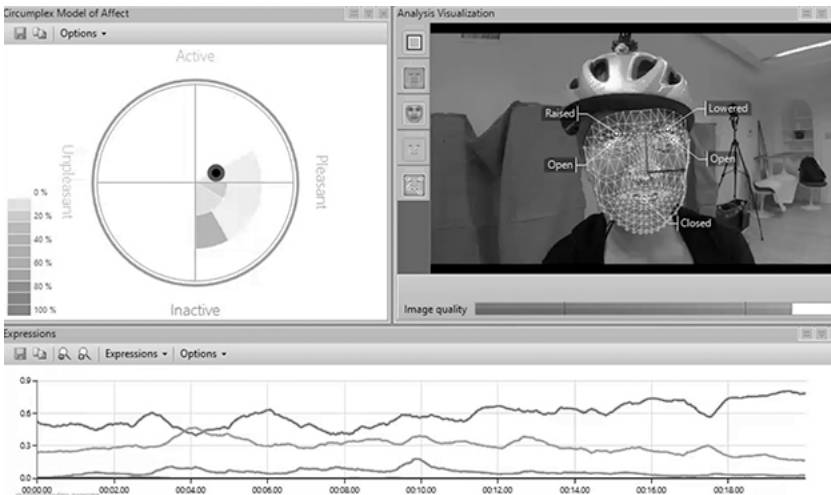 Circumplex Model of Affect
Options
Active
Unpleasant
Pleasant
Inactive
0 %
20 %
40 %
60 %
80 %
100 %
Analysis Visualization
Raised
Lowered
Open
Open
Closed
Image quality
Expressions
Expressions
Options
0.9
0.6
0.3
0.0
00:00:00 00:02:00 00:04:00 00:06:00 00:08:00 00:10:00 00:12:00 00:14:00 00:16:00 00:18:00